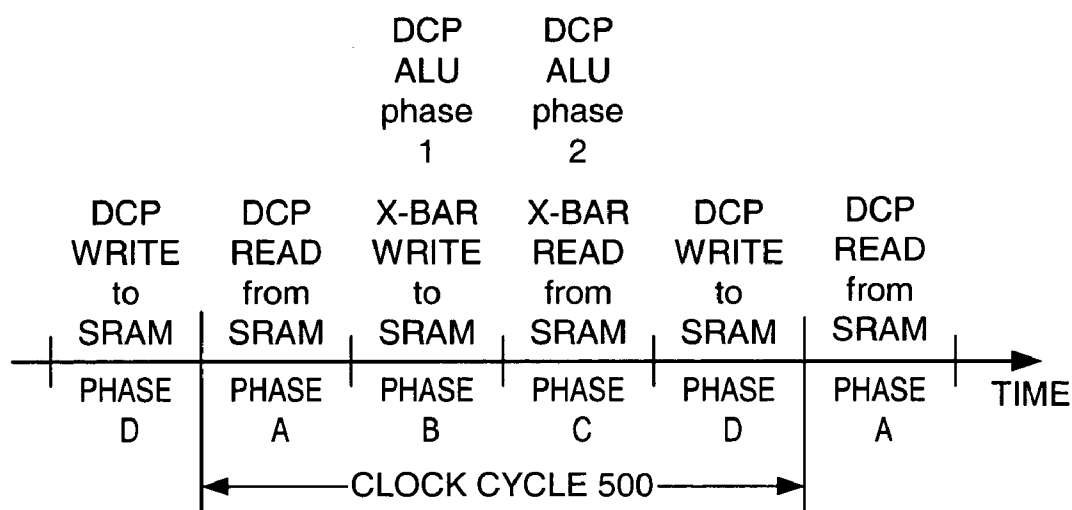 DCP DCP
ALU ALU
phase phase
1 2
DCP DCP X-BAR X-BAR DCP DCP
WRITE READ WRITE READ WRITE READ
to from to from to from
SRAM SRAM SRAM SRAM SRAM SRAM
PHASE PHASE PHASE PHASE PHASE PHASE TIME
D A B C D A
CLOCK CYCLE 500